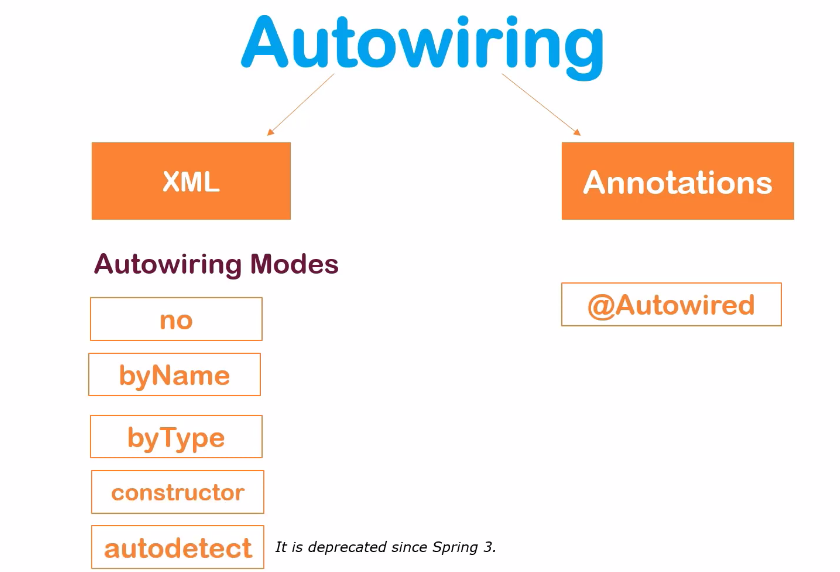 Autowiring
XML
Annotations
Autowiring Modes
no
@Autowired
byName
byType
constructor
autodetect
It is deprecated since Spring 3.